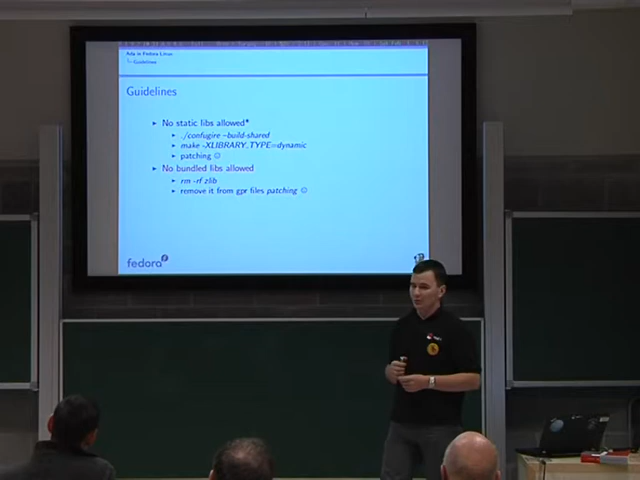 Ada in Fedora Linux
Guidelines
Guidelines
No static libs allowed*
./confugire --build-shared
make -XLIBRARY_TYPE=dynamic
patching ☺
No bundled libs allowed
rm -rf zlib
remove it from gpr files patching ☺
fedora